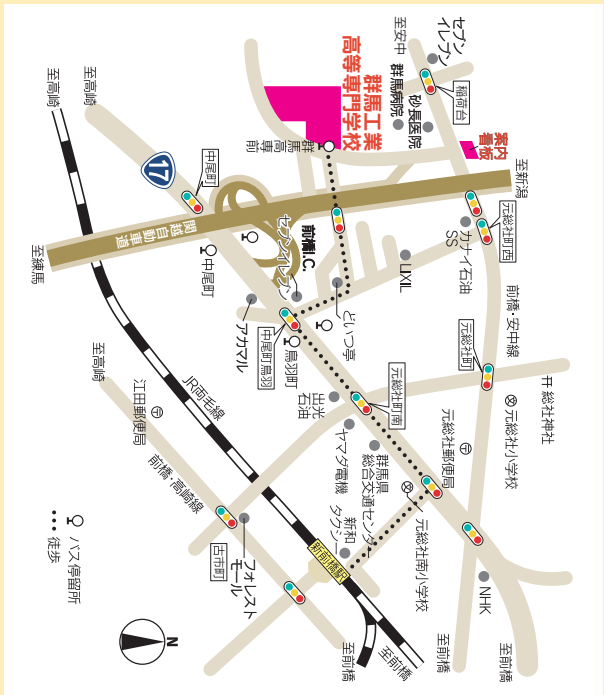 セブン
イレブン
至安中
稲荷台
砂長医院
群馬病院
群馬工業
高等専門学校
案内
看板
群馬高専
前
至高崎
至高崎
17
中尾町
至新潟
関越自動車道
至練馬
元総社町西
カナイ石油
SS
LIXIL
前橋I.C.
セブンイレブン
中尾町
前橋・安中線
どいつ亭
アカマル
中尾町鳥羽
鳥羽町
元総社町
卄総社神社
元総社小学校
元総社町南
出光
石油
ヤマダ電機
元総社郵便局
群馬県
総合交通センター
至高崎
JR両毛線
江田郵便局
前橋・高崎線
元総社南小学校
新和
タクシー
新前橋駅
古市町
フォレスト
モール
NHK
至前橋
至前橋
至前橋
至前橋
バス停留所
徒歩
N